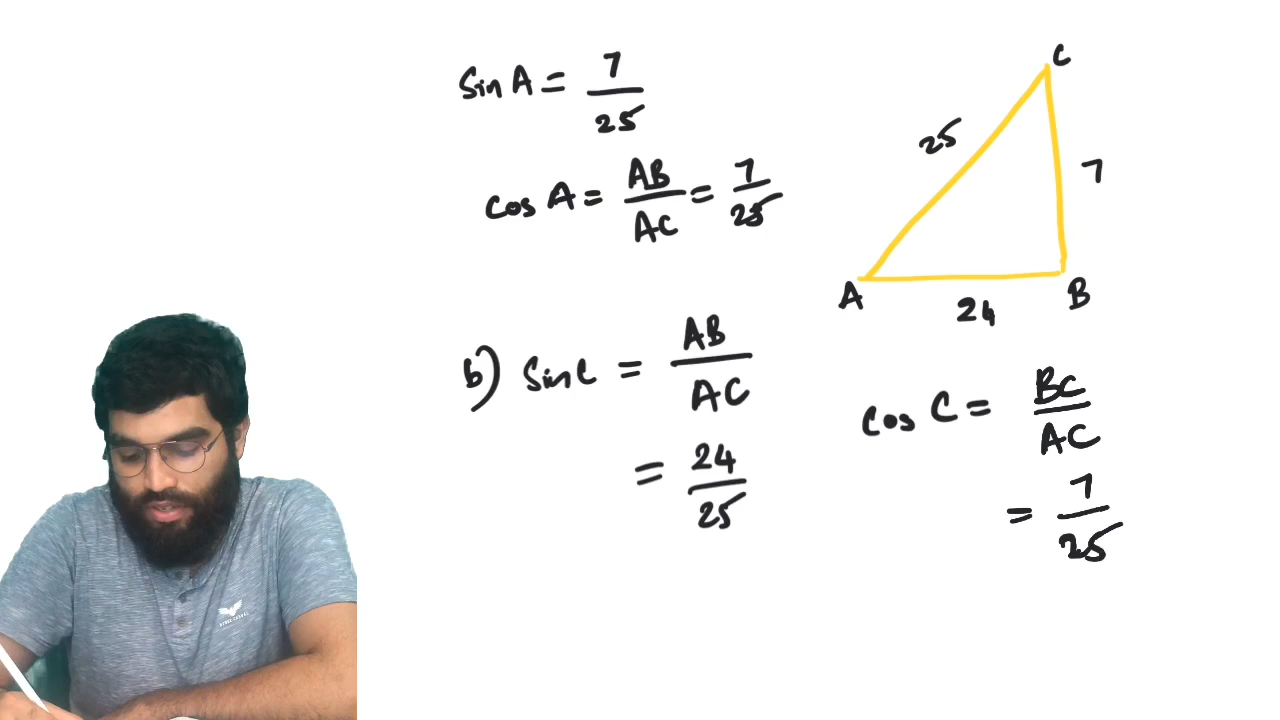 sin A = 7/25
cos A = AB/AC = 7/25
b) sin C = AB/AC
= 24/25
C
25
7
A
24
B
cos C = BC/AC
= 7/25